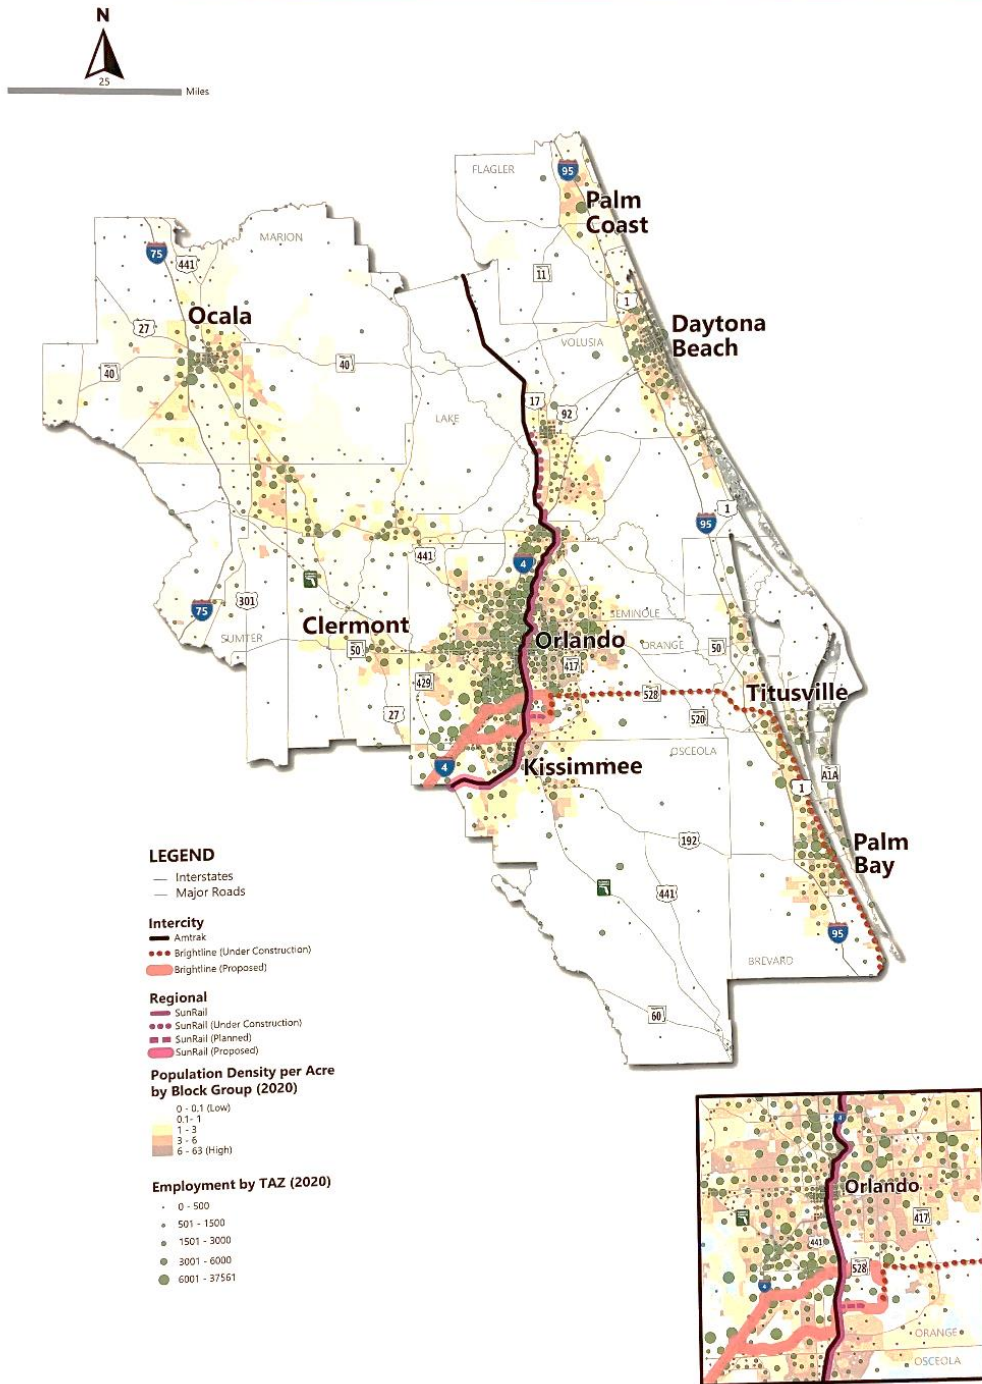 N
25
Miles
FLAGLER
95
Palm
Coast
MARION
75
441
11
1
Ocala
27
Daytona
Beach
VOLUSIA
40
40
17
92
LAKE
1
95
441
4
75
301
Clermont
SEMINOLE
SUMTER
50
Orlando
ORANGE
50
417
429
Titusville
528
27
520
OSCEOLA
4
Kissimmee
A1A
1
192
Palm
Bay
441
95
BREVARD
60
LEGEND
Interstates
Major Roads
Intercity
Amtrak
Brightline (Under Construction)
Brightline (Proposed)
Regional
SunRail
SunRail (Under Construction)
SunRail (Planned)
SunRail (Proposed)
Population Density per Acre
by Block Group (2020)
0 - 0.1 (Low)
0.1- 1
1 - 3
3 - 6
6 - 63 (High)
Employment by TAZ (2020)
0 - 500
501 - 1500
1501 - 3000
3001 - 6000
6001 - 37561
4
Orlando
417
441
528
4
ORANGE
OSCEOLA